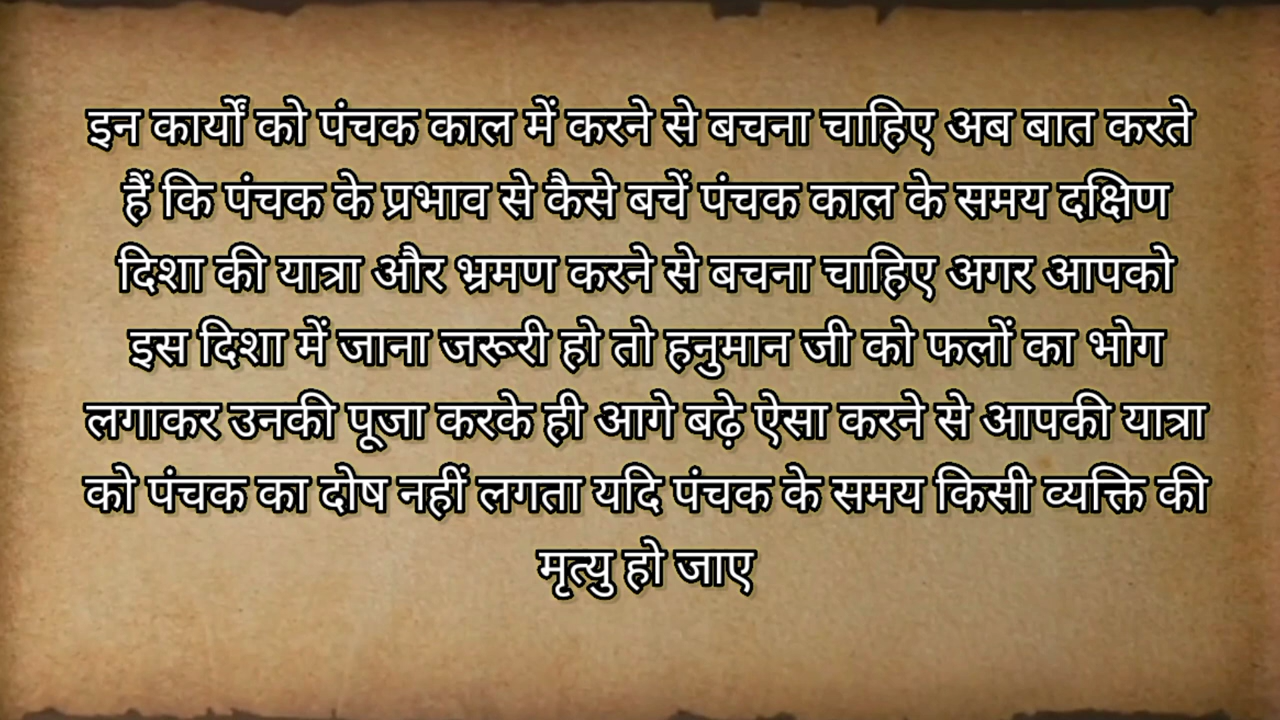 इन कार्यों को पंचक काल में करने से बचना चाहिए अब बात करते
हैं कि पंचक के प्रभाव से कैसे बचें पंचक काल के समय दक्षिण
दिशा की यात्रा और भ्रमण करने से बचना चाहिए अगर आपको
इस दिशा में जाना जरूरी हो तो हनुमान जी को फलों का भोग
लगाकर उनकी पूजा करके ही आगे बढ़े ऐसा करने से आपकी यात्रा
को पंचक का दोष नहीं लगता यदि पंचक के समय किसी व्यक्ति की
मृत्यु हो जाए